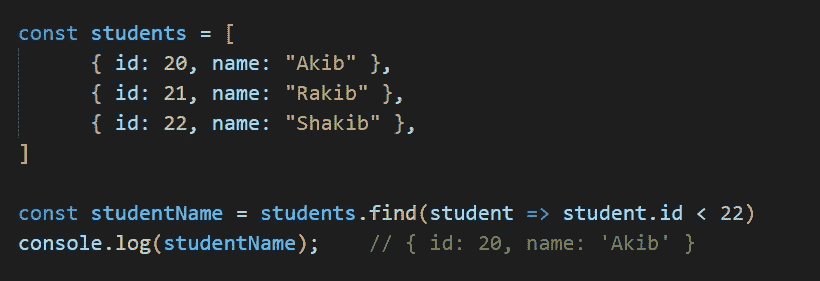 const students = [
{ id: 20, name: "Akib" },
{ id: 21, name: "Rakib" },
{ id: 22, name: "Shakib" },
]
const studentName = students.find(student => student.id < 22)
console.log(studentName);    // { id: 20, name: 'Akib' }